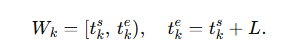 W_k = [t_k^s, t_k^e),   t_k^e = t_k^s + L.